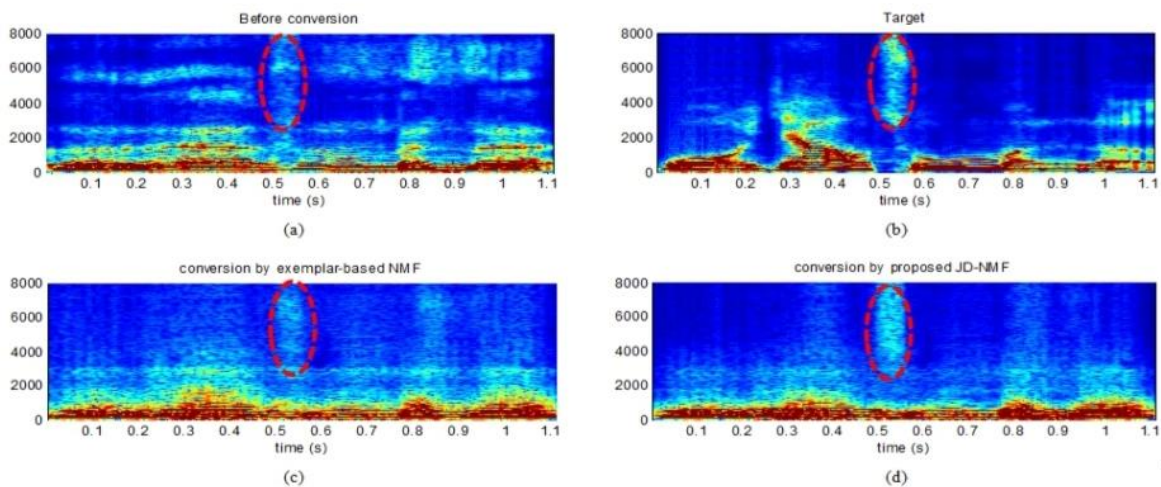 Before conversion
8000
6000
4000
2000
0
0.1 0.2 0.3 0.4 0.5 0.6 0.7 0.8 0.9 1 1.1
time (s)
(a)
Target
8000
6000
4000
2000
0
0.1 0.2 0.3 0.4 0.5 0.6 0.7 0.8 0.9 1 1.1
time (s)
(b)
conversion by exemplar-based NMF
8000
6000
4000
2000
0
0.1 0.2 0.3 0.4 0.5 0.6 0.7 0.8 0.9 1 1.1
time (s)
(c)
conversion by proposed JD-NMF
8000
6000
4000
2000
0
0.1 0.2 0.3 0.4 0.5 0.6 0.7 0.8 0.9 1 1.1
time (s)
(d)